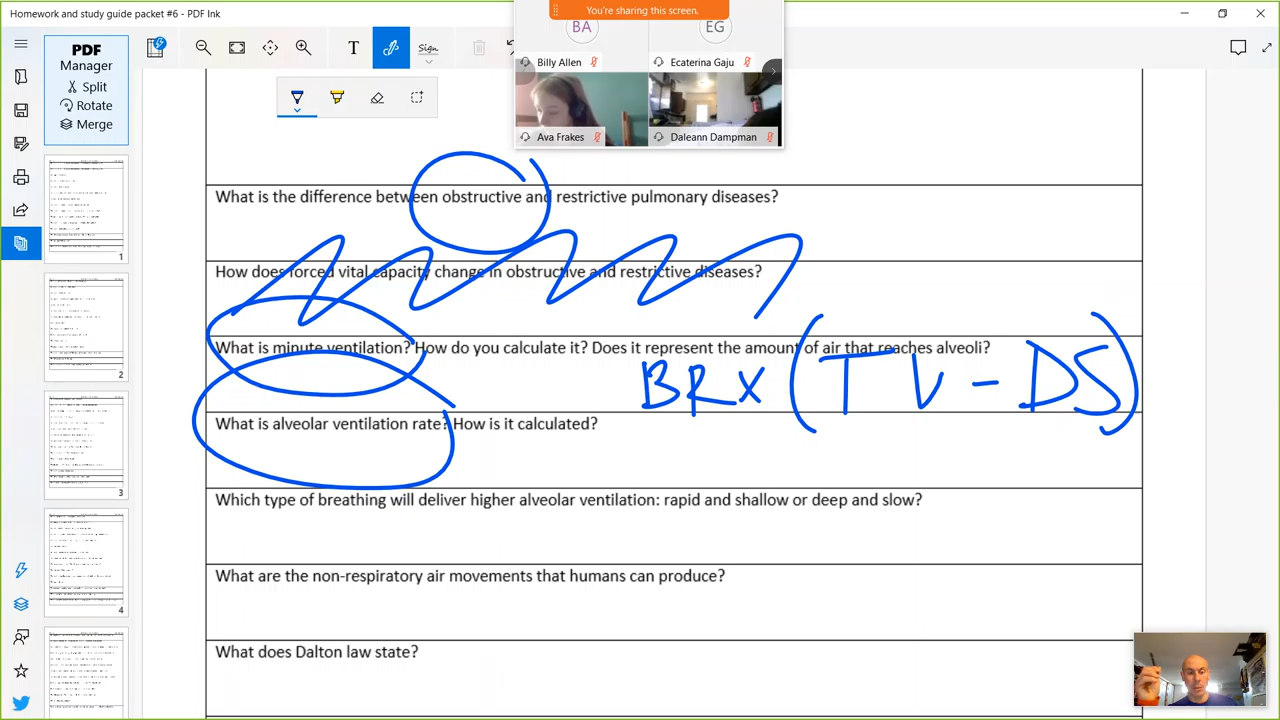 Homework and study guide packet #6 - PDF Ink
You're sharing this screen.
BA
EG
Billy Allen
Ecaterina Gaju
Ava Frakes
Daleann Dampman
PDF
Manager
Split
Rotate
Merge
T
Sign
1
2
3
4
What is the difference between obstructive and restrictive pulmonary diseases?
How does forced vital capacity change in obstructive and restrictive diseases?
What is minute ventilation? How do you calculate it? Does it represent the amount of air that reaches alveoli?
BR X (TV - DS)
What is alveolar ventilation rate? How is it calculated?
Which type of breathing will deliver higher alveolar ventilation: rapid and shallow or deep and slow?
What are the non-respiratory air movements that humans can produce?
What does Dalton law state?